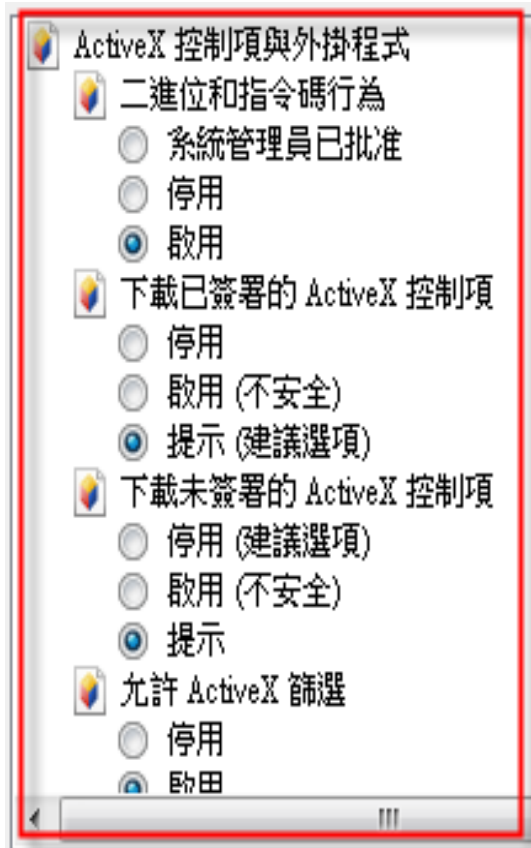 ActiveX 控制項與外掛程式
二進位和指令碼行為
系統管理員已批准
停用
啟用
下載已簽署的 ActiveX 控制項
停用
啟用 (不安全)
提示 (建議選項)
下載未簽署的 ActiveX 控制項
停用 (建議選項)
啟用 (不安全)
提示
允許 ActiveX 篩選
停用
啟用